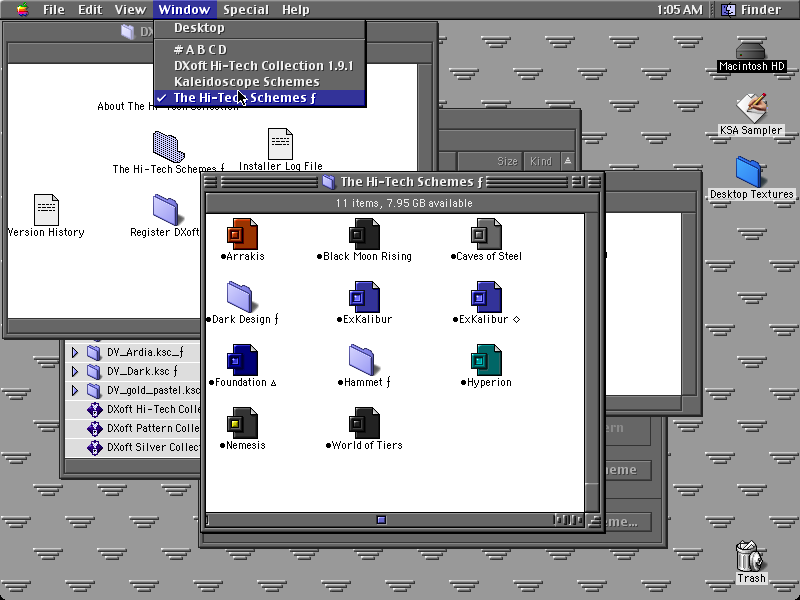 File Edit View Window Special Help 1:05 AM Finder
Desktop
# A B C D
DXoft Hi-Tech Collection 1.9.1
Kaleidoscope Schemes
✓ The Hi-Tech Schemes ƒ
About The Hi-Tech Collection
The Hi-Tech Schemes ƒ
Installer Log File
Version History
Register DXoft
Size Kind
The Hi-Tech Schemes ƒ
11 items, 7.95 GB available
●Arrakis
●Black Moon Rising
●Caves of Steel
●Dark Design ƒ
●ExKalibur
●ExKalibur ◇
●Foundation ▵
●Hammet ƒ
●Hyperion
●Nemesis
●World of Tiers
DV_Ardia.ksc_ƒ
DV_Dark.ksc ƒ
DV_gold_pastel.ksc
DXoft Hi-Tech Colle
DXoft Pattern Colle
DXoft Silver Collec
ern
heme
me...
Macintosh HD
KSA Sampler
Desktop Textures
Trash